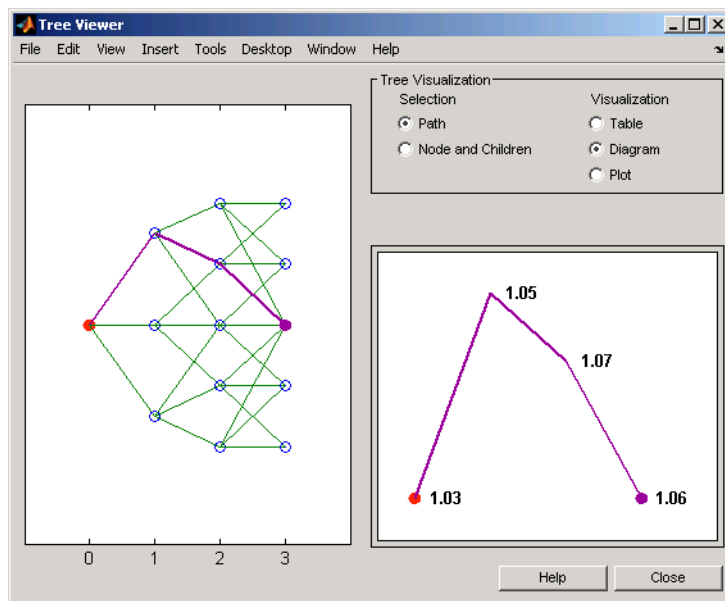 Tree Viewer
File Edit View Insert Tools Desktop Window Help
Tree Visualization
Selection Visualization
Path Table
Node and Children Diagram
Plot
1.05
1.07
1.03 1.06
0 1 2 3
Help Close